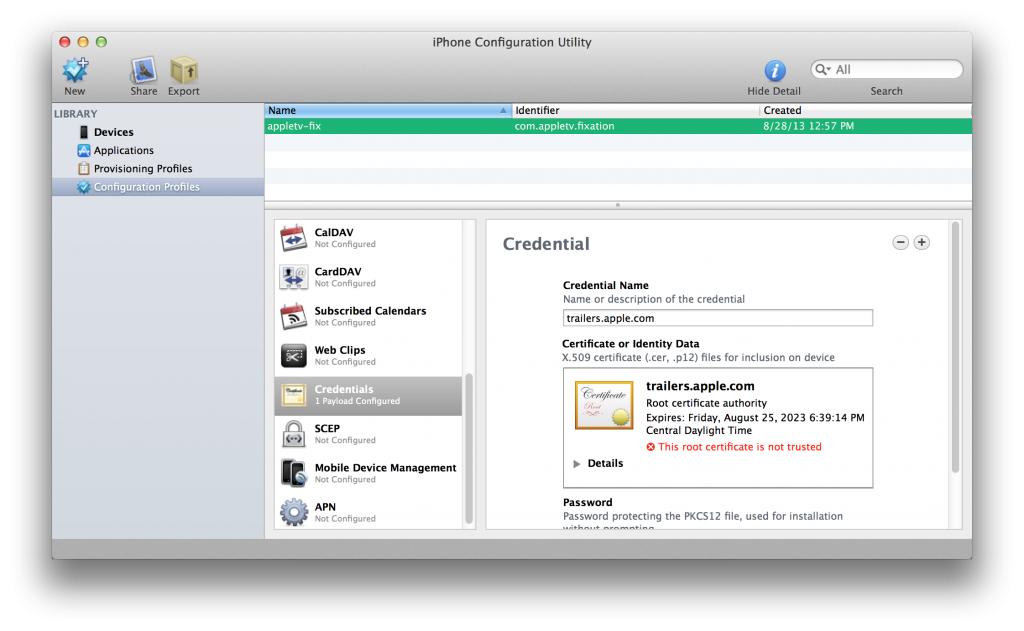 iPhone Configuration Utility
New
Share
Export
Hide Detail
All
Search
LIBRARY
Devices
Applications
Provisioning Profiles
Configuration Profiles
Name
Identifier
Created
appletv-fix
com.appletv.fixation
8/28/13 12:57 PM
CalDAV
Not Configured
CardDAV
Not Configured
Subscribed Calendars
Not Configured
Web Clips
Not Configured
Credentials
1 Payload Configured
SCEP
Not Configured
Mobile Device Management
Not Configured
APN
Not Configured
Credential
Credential Name
Name or description of the credential
trailers.apple.com
Certificate or Identity Data
X.509 certificate (.cer, .p12) files for inclusion on device
Certificate
Root
trailers.apple.com
Root certificate authority
Expires: Friday, August 25, 2023 6:39:14 PM
Central Daylight Time
This root certificate is not trusted
Details
Password
Password protecting the PKCS12 file, used for installation
without prompting